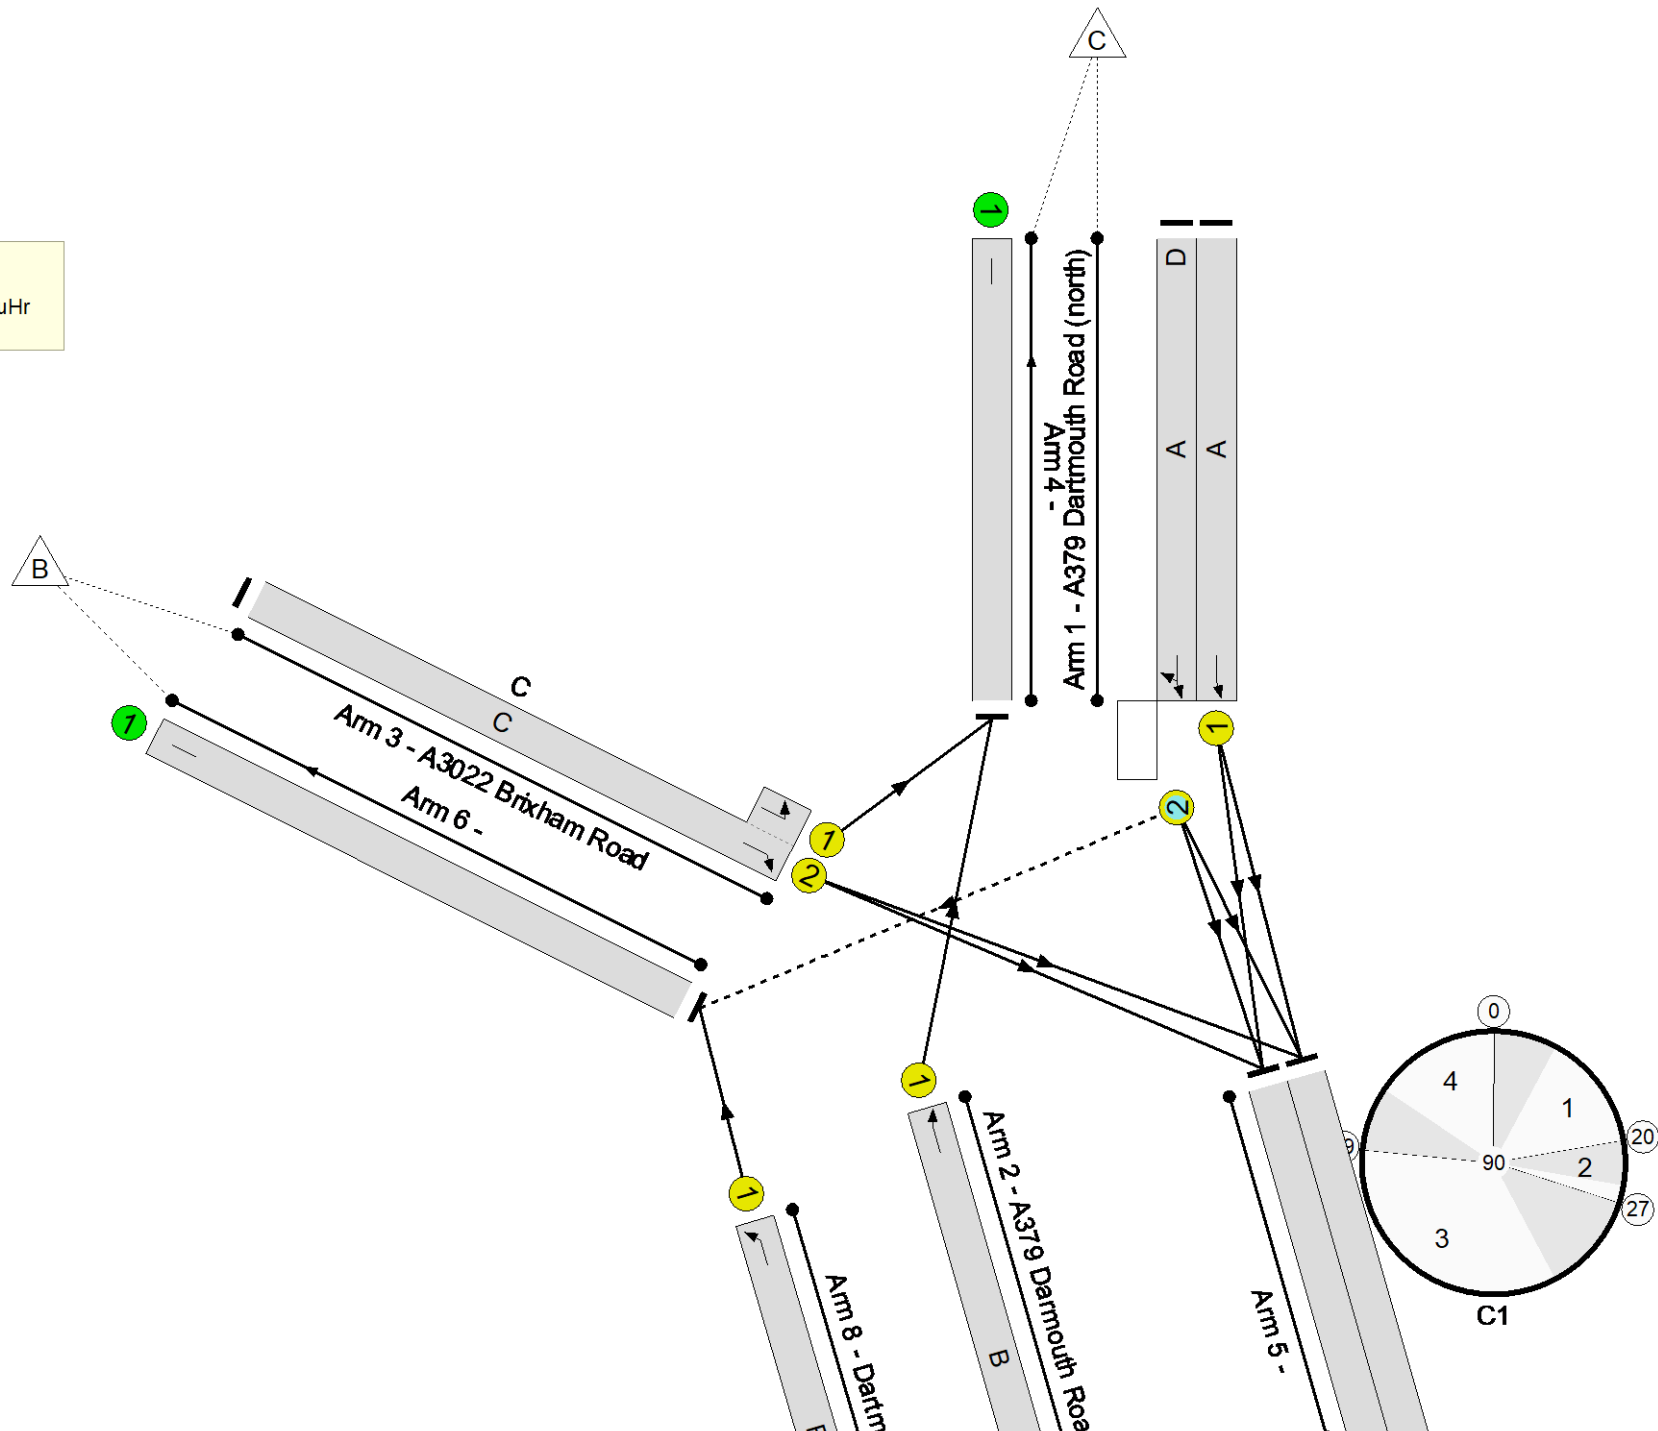 C
1
D
uHr
A A
Arm 4 -
Arm 1 - A379 Dartmouth Road (north)
B
C
C
1
Arm 3 - A3022 Brixham Road
Arm 6 -
1
2
1
2
0
4
1
20
9
90
2
27
3
C1
1
Arm 2 - A379 Darmouth Roa
1
Arm 8 - Dartm
Arm 5 -
B